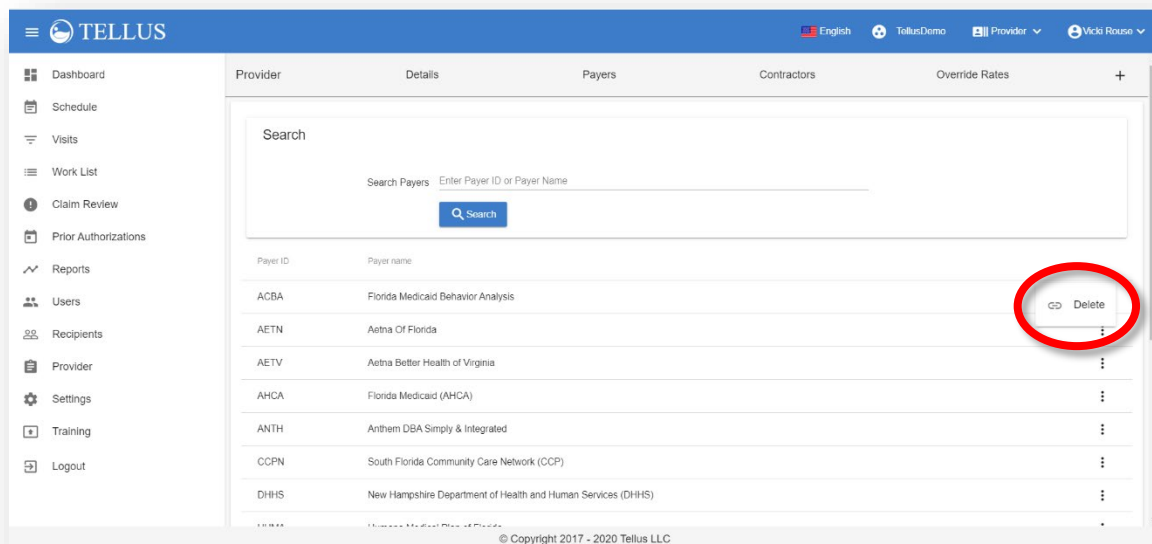 TELLUS
English TellusDemo Provider Vicki Rouse
Dashboard
Schedule
Visits
Work List
Claim Review
Prior Authorizations
Reports
Users
Recipients
Provider
Settings
Training
Logout
Provider Details Payers Contractors Override Rates +
Search
Search Payers Enter Payer ID or Payer Name
Search
Payer ID Payer name
ACBA Florida Medicaid Behavior Analysis
Delete
AETN Aetna Of Florida
AETV Aetna Better Health of Virginia
AHCA Florida Medicaid (AHCA)
ANTH Anthem DBA Simply & Integrated
CCPN South Florida Community Care Network (CCP)
DHHS New Hampshire Department of Health and Human Services (DHHS)
© Copyright 2017 - 2020 Tellus LLC